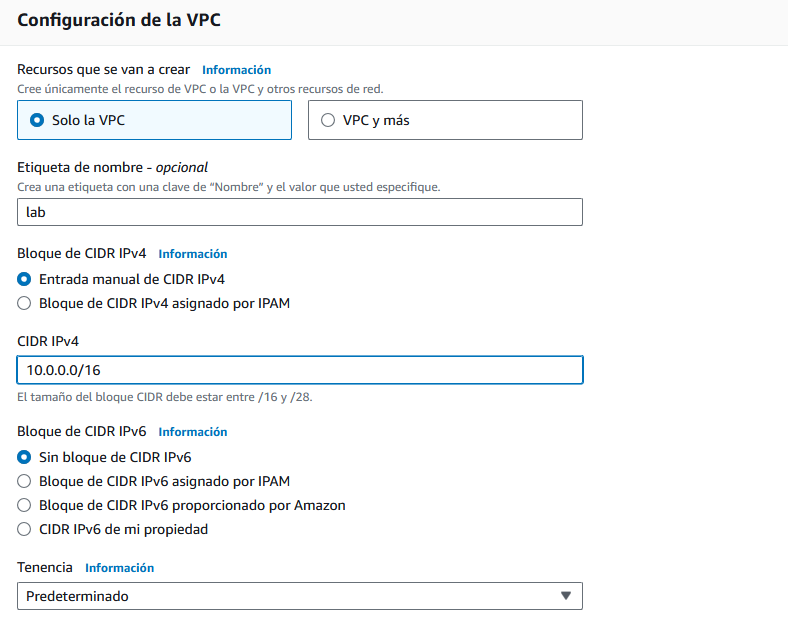 Configuración de la VPC
Recursos que se van a crear Información
Cree únicamente el recurso de VPC o la VPC y otros recursos de red.
Solo la VPC VPC y más
Etiqueta de nombre - opcional
Crea una etiqueta con una clave de “Nombre” y el valor que usted especifique.
lab
Bloque de CIDR IPv4 Información
Entrada manual de CIDR IPv4
Bloque de CIDR IPv4 asignado por IPAM
CIDR IPv4
10.0.0.0/16
El tamaño del bloque CIDR debe estar entre /16 y /28.
Bloque de CIDR IPv6 Información
Sin bloque de CIDR IPv6
Bloque de CIDR IPv6 asignado por IPAM
Bloque de CIDR IPv6 proporcionado por Amazon
CIDR IPv6 de mi propiedad
Tenencia Información
Predeterminado